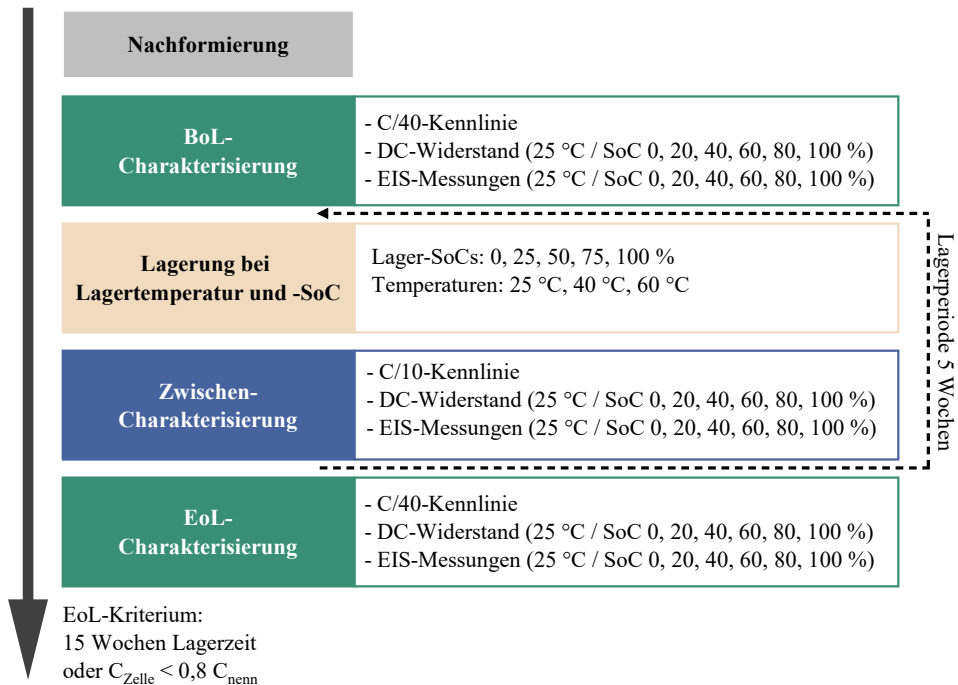 Nachformierung
BoL-
Charakterisierung
- C/40-Kennlinie
- DC-Widerstand (25 °C / SoC 0, 20, 40, 60, 80, 100 %)
- EIS-Messungen (25 °C / SoC 0, 20, 40, 60, 80, 100 %)
Lagerung bei
Lagertemperatur und -SoC
Lager-SoCs: 0, 25, 50, 75, 100 %
Temperaturen: 25 °C, 40 °C, 60 °C
Lagerperiode 5 Wochen
Zwischen-
Charakterisierung
- C/10-Kennlinie
- DC-Widerstand (25 °C / SoC 0, 20, 40, 60, 80, 100 %)
- EIS-Messungen (25 °C / SoC 0, 20, 40, 60, 80, 100 %)
EoL-
Charakterisierung
- C/40-Kennlinie
- DC-Widerstand (25 °C / SoC 0, 20, 40, 60, 80, 100 %)
- EIS-Messungen (25 °C / SoC 0, 20, 40, 60, 80, 100 %)
EoL-Kriterium:
15 Wochen Lagerzeit
oder C_Zelle < 0,8 C_nenn